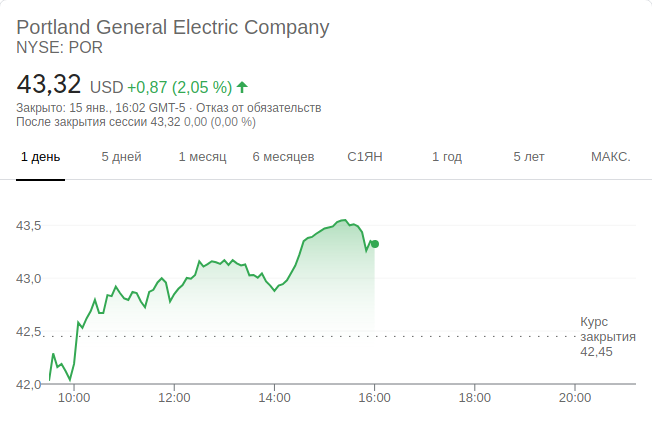 Portland General Electric Company
NYSE: POR
43,32 USD +0,87 (2,05 %)
Закрыто: 15 янв., 16:02 GMT-5 · Отказ от обязательств
После закрытия сессии 43,32 0,00 (0,00 %)
1 день 5 дней 1 месяц 6 месяцев С1ЯН 1 год 5 лет МАКС.
43,5
43,0
42,5
42,0
Курс
закрытия
42,45
10:00 12:00 14:00 16:00 18:00 20:00